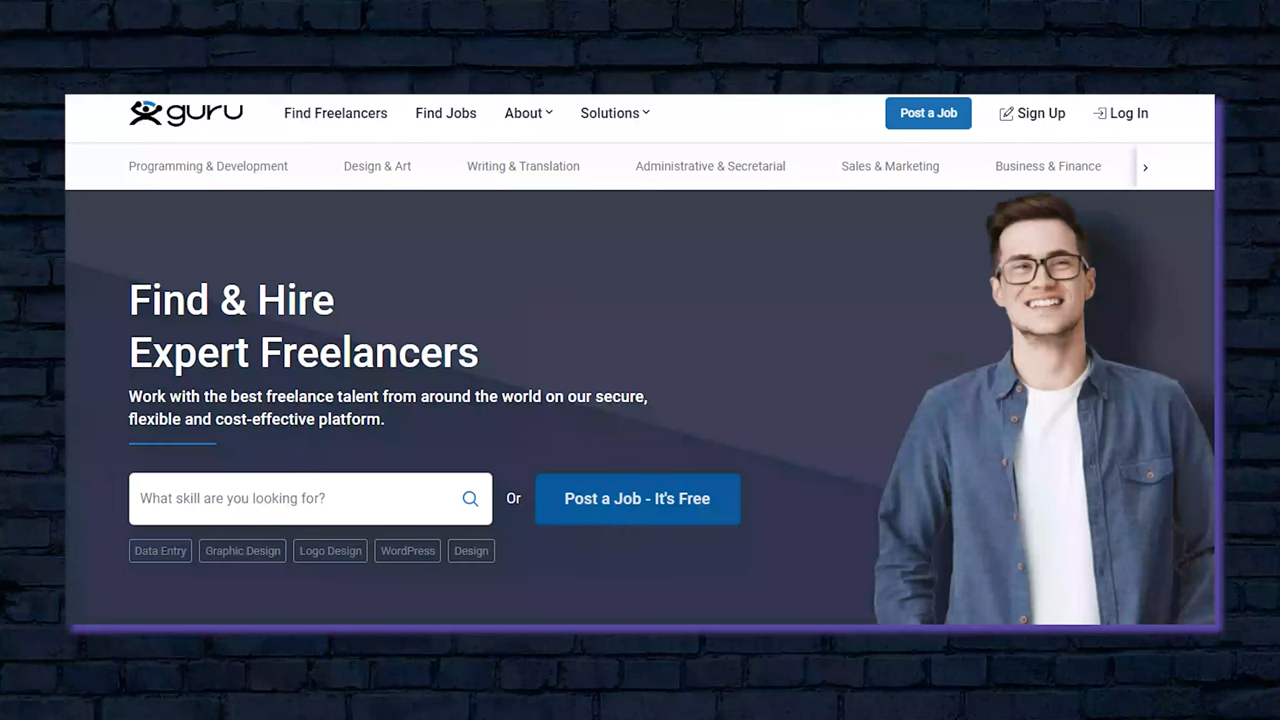 guru
Find Freelancers
Find Jobs
About
Solutions
Post a Job
Sign Up
Log In
Programming & Development
Design & Art
Writing & Translation
Administrative & Secretarial
Sales & Marketing
Business & Finance
Find & Hire
Expert Freelancers
Work with the best freelance talent from around the world on our secure,
flexible and cost-effective platform.
What skill are you looking for?
Or
Post a Job - It's Free
Data Entry
Graphic Design
Logo Design
WordPress
Design